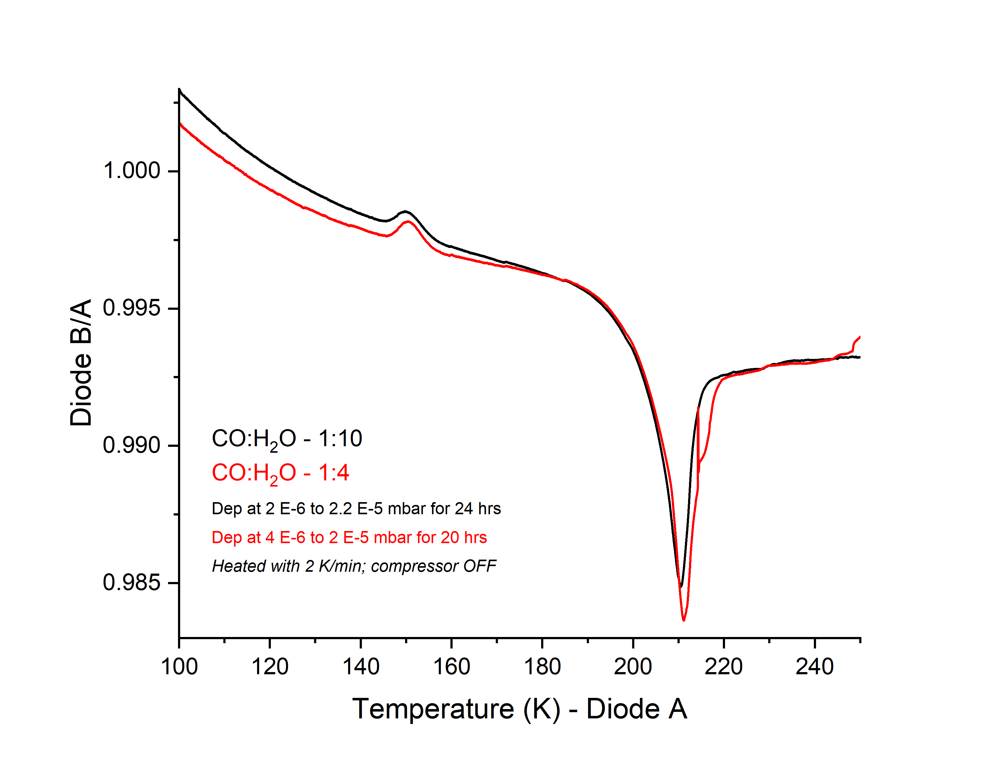 1.000
0.995
0.990
0.985
Diode B/A
CO:H₂O - 1:10
CO:H₂O - 1:4
Dep at 2 E-6 to 2.2 E-5 mbar for 24 hrs
Dep at 4 E-6 to 2 E-5 mbar for 20 hrs
Heated with 2 K/min; compressor OFF
100 120 140 160 180 200 220 240
Temperature (K) - Diode A